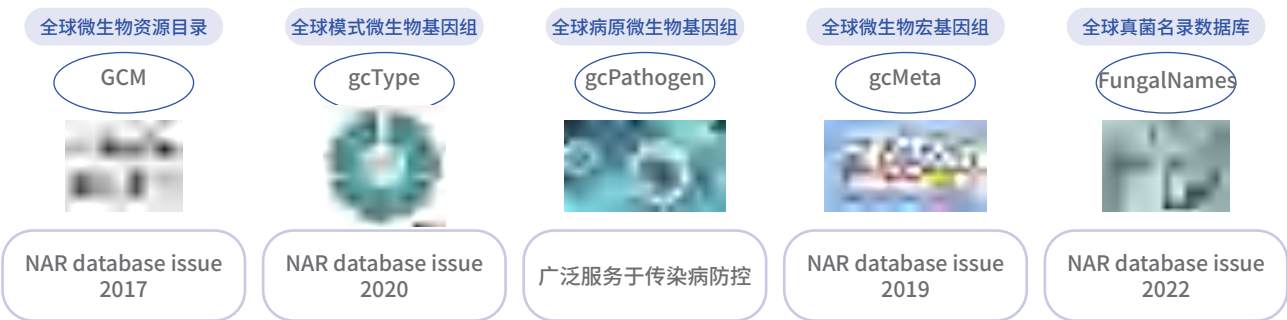 全球微生物资源目录
全球模式微生物基因组
全球病原微生物基因组
全球微生物宏基因组
全球真菌名录数据库
GCM
gcType
gcPathogen
gcMeta
FungalNames
NAR database issue
2017
NAR database issue
2020
广泛服务于传染病防控
NAR database issue
2019
NAR database issue
2022